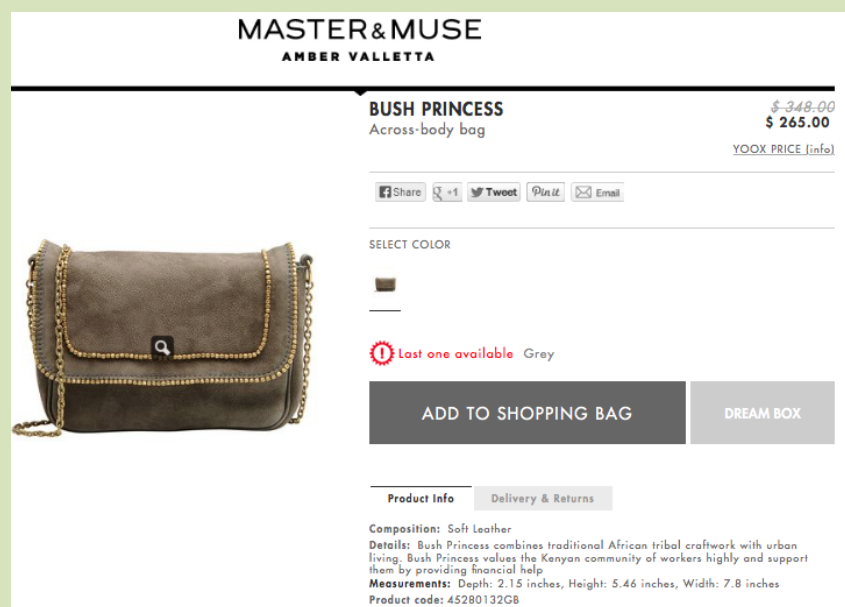 MASTER&MUSE
AMBER VALLETTA
BUSH PRINCESS
$ 348.00
Across-body bag
$ 265.00
YOOX PRICE (info)
Share +1 Tweet Pin it Email
SELECT COLOR
Last one available Grey
ADD TO SHOPPING BAG DREAM BOX
Product Info Delivery & Returns
Composition: Soft Leather
Details: Bush Princess combines traditional African tribal craftwork with urban
living. Bush Princess values the Kenyan community of workers highly and support
them by providing financial help
Measurements: Depth: 2.15 inches, Height: 5.46 inches, Width: 7.8 inches
Product code: 45280132GB